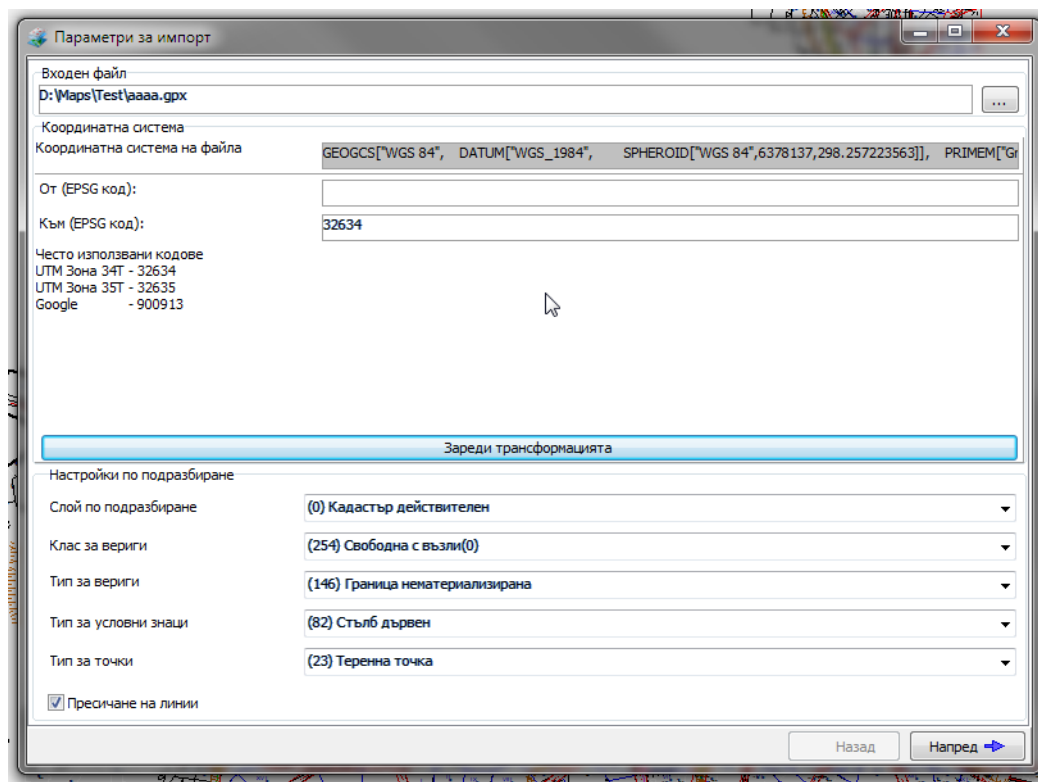 Параметри за импорт
Входен файл
D:\Maps\Test\aaaa.gpx
...
Координатна система
Координатна система на файла GEOGCS["WGS 84", DATUM["WGS_1984", SPHEROID["WGS 84",6378137,298.257223563]], PRIMEM["Gr
От (EPSG код):
Към (EPSG код): 32634
Често използвани кодове
UTM Зона 34T - 32634
UTM Зона 35T - 32635
Google - 900913
Зареди трансформацията
Настройки по подразбиране
Слой по подразбиране (0) Кадастър действителен
Клас за вериги (254) Свободна с възли(0)
Тип за вериги (146) Граница нематериализирана
Тип за условни знаци (82) Стълб дървен
Тип за точки (23) Теренна точка
Пресичане на линии
Назад Напред